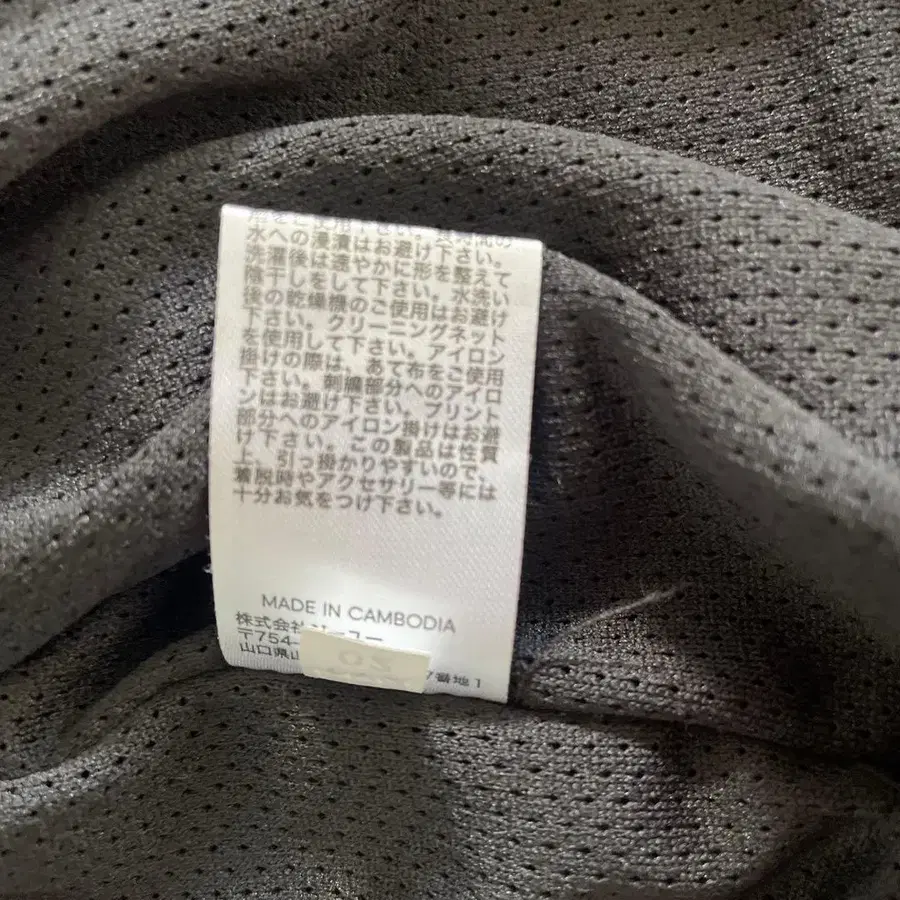 水への浸漬はお避け下さい。
洗濯後は速やかに形を整えて
陰干しをして下さい。水洗い
後の乾燥機のご使用はお避け
下さい。クリーニングネット
を使用して下さい。アイロン
掛けの際は、あて布をご使用
下さい。刺繍部分へのアイロ
ンはお避け下さい。プリント
部分へのアイロン掛けはお避
け下さい。この製品は性質
上、引っ掛かりやすいので、
着脱時やアクセサリー等には
十分お気をつけ下さい。
MADE IN CAMBODIA
株式会社ジーユー
〒754-
山口県山 7番地1